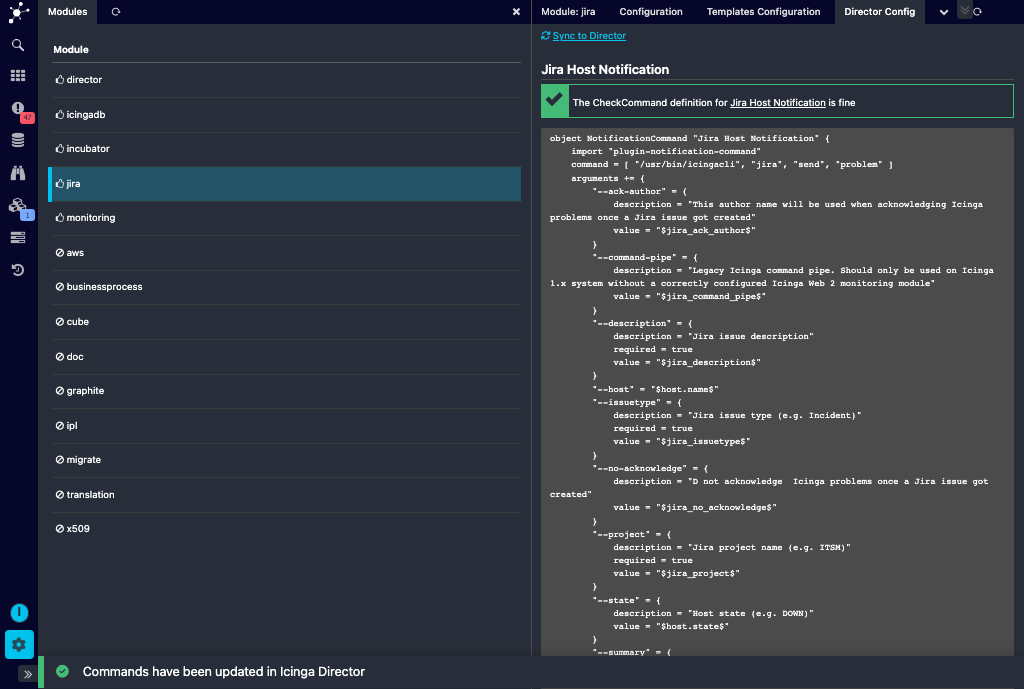 Modules
Module: jira
Configuration
Templates Configuration
Director Config
47
1
Module
director
icingadb
incubator
jira
monitoring
aws
businessprocess
cube
doc
graphite
ipl
migrate
translation
x509
Sync to Director
Jira Host Notification
The CheckCommand definition for Jira Host Notification is fine
object NotificationCommand "Jira Host Notification" {
import "plugin-notification-command"
command = [ "/usr/bin/icingacli", "jira", "send", "problem" ]
arguments += {
"--ack-author" = {
description = "This author name will be used when acknowledging Icinga
problems once a Jira issue got created"
value = "$jira_ack_author$"
}
"--command-pipe" = {
description = "Legacy Icinga command pipe. Should only be used on Icinga
1.x system without a correctly configured Icinga Web 2 monitoring module"
value = "$jira_command_pipe$"
}
"--description" = {
description = "Jira issue description"
required = true
value = "$jira_description$"
}
"--host" = "$host.name$"
"--issuetype" = {
description = "Jira issue type (e.g. Incident)"
required = true
value = "$jira_issuetype$"
}
"--no-acknowledge" = {
description = "D not acknowledge  Icinga problems once a Jira issue got
created"
value = "$jira_no_acknowledge$"
}
"--project" = {
description = "Jira project name (e.g. ITSM)"
required = true
value = "$jira_project$"
}
"--state" = {
description = "Host state (e.g. DOWN)"
value = "$host.state$"
}
"--summary" = {
Commands have been updated in Icinga Director